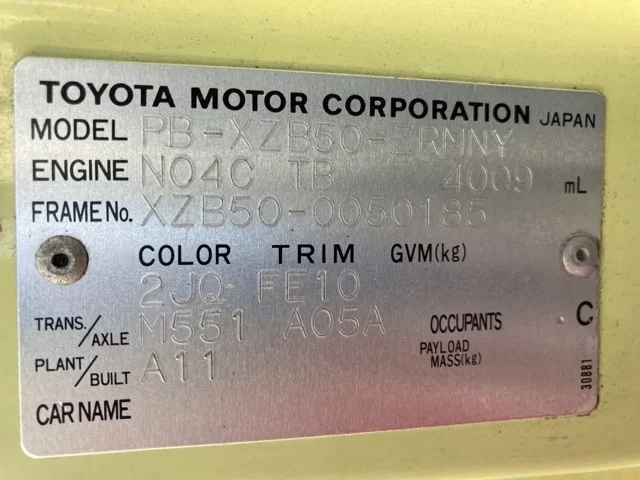 TOYOTA MOTOR CORPORATION JAPAN
MODEL PB-XZB50-ZRMNY
ENGINE N04C TB 4009 mL
FRAME No. XZB50-0050185
COLOR TRIM GVM(kg)
2JQ FE10
TRANS./AXLE M551 A05A OCCUPANTS C
PLANT/BUILT A11 PAYLOAD MASS(kg)
CAR NAME
30881